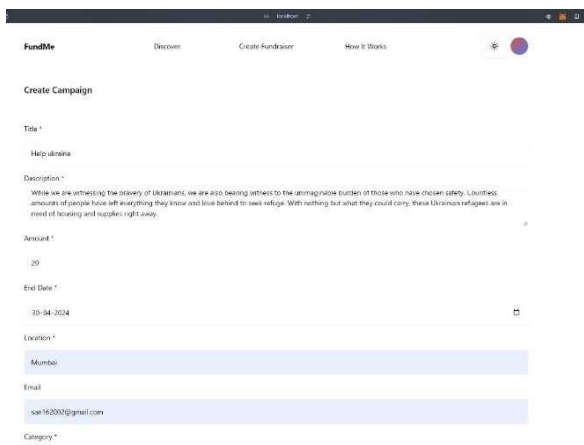 localhost
FundMe Discover Create Fundraiser How it Works
Create Campaign
Title *
Help ukraine
Description *
While we are witnessing the bravery of Ukrainians, we are also bearing witness to the unimaginable burden of those who have chosen safety. Countless
amounts of people have left everything they know and love behind to seek refuge. With nothing but what they could carry, these Ukrainian refugees are in
need of housing and supplies right away.
Amount *
20
End Date *
30-04-2024
Location *
Mumbai
Email
sae162002@gmail.com
Category *